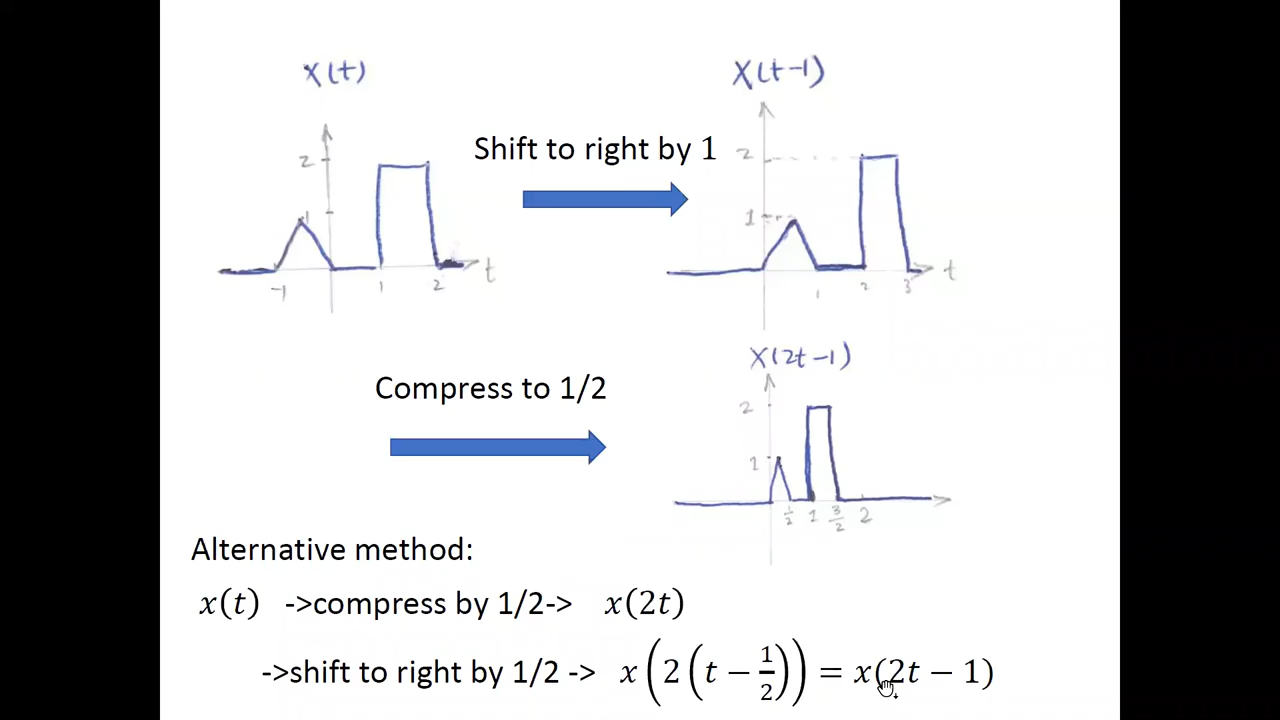 x(t)
2
1
-1
1
2
t
Shift to right by 1
x(t-1)
2
1
1
2
3
t
Compress to 1/2
x(2t-1)
2
1
1/2
1
3/2
2
Alternative method:
x(t) ->compress by 1/2-> x(2t)
->shift to right by 1/2 -> x(2(t − 1/2)) = x(2t − 1)